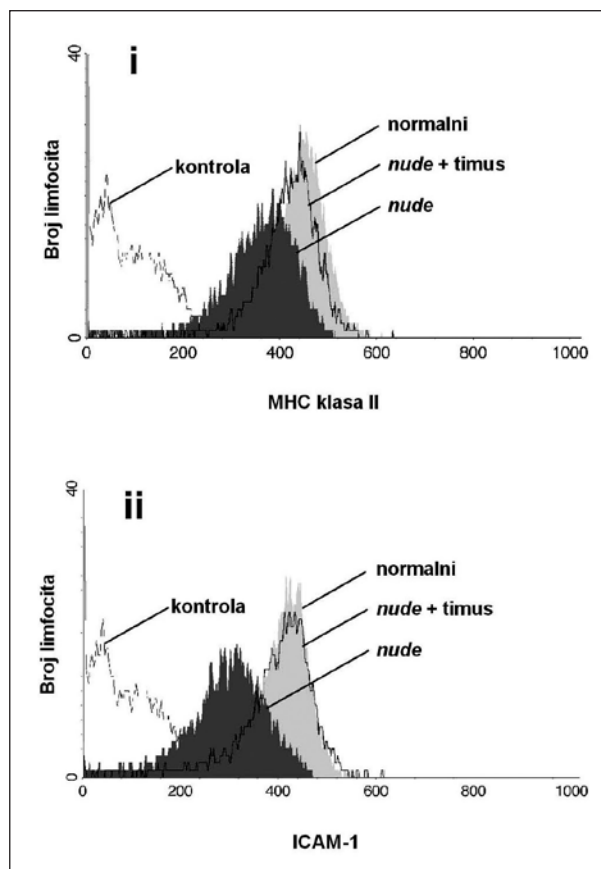 40
i
normalni
kontrola
nude + timus
nude
Broj limfocita
0
0 200 400 600 800 1000
MHC klasa II
40
ii
normalni
kontrola
nude + timus
nude
Broj limfocita
0
0 200 400 600 800 1000
ICAM-1